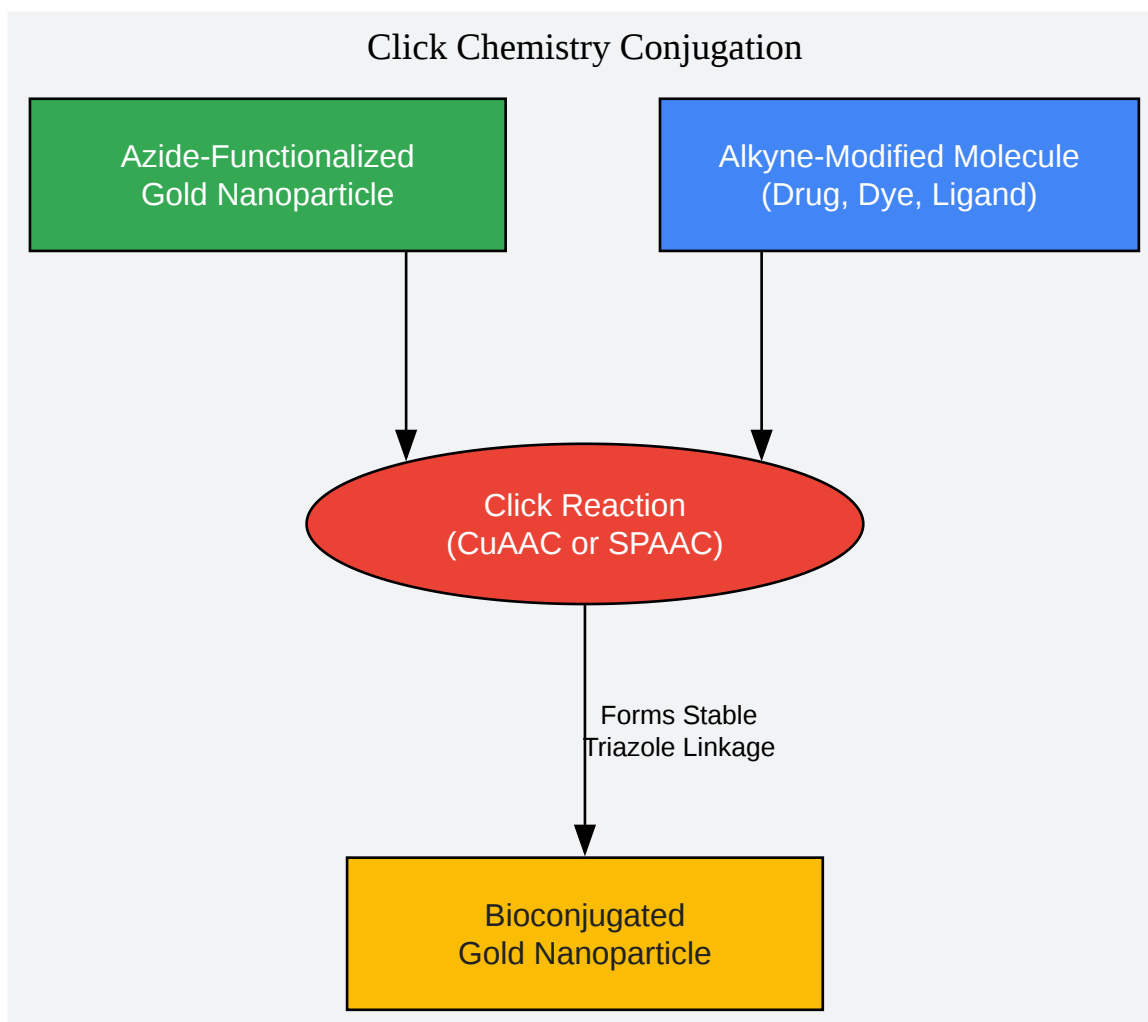 Click Chemistry Conjugation
Azide-Functionalized
Gold Nanoparticle
Alkyne-Modified Molecule
(Drug, Dye, Ligand)
Click Reaction
(CuAAC or SPAAC)
Forms Stable
Triazole Linkage
Bioconjugated
Gold Nanoparticle